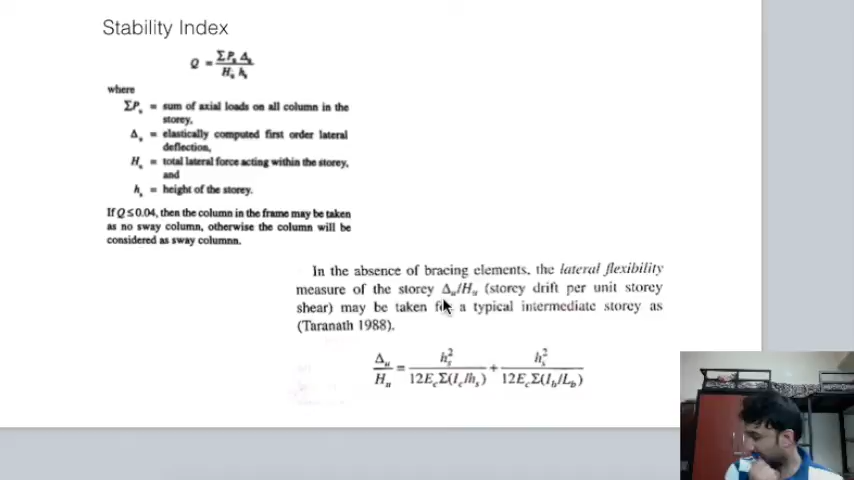 Stability Index
Q = ΣPᵤ Δᵤ / Hᵤ hₛ
where
ΣPᵤ = sum of axial loads on all column in the
storey,
Δᵤ = elastically computed first order lateral
deflection,
Hᵤ = total lateral force acting within the storey,
and
hₛ = height of the storey.
If Q ≤ 0.04, then the column in the frame may be taken
as no sway column, otherwise the column will be
considered as sway columnn.
In the absence of bracing elements, the lateral flexibility
measure of the storey Δᵤ/Hᵤ (storey drift per unit storey
shear) may be taken for a typical intermediate storey as
(Taranath 1988).
Δᵤ/Hᵤ = hₛ²/12E꜀Σ(I꜀/hₛ) + hₛ²/12E꜀Σ(I_b/L_b)